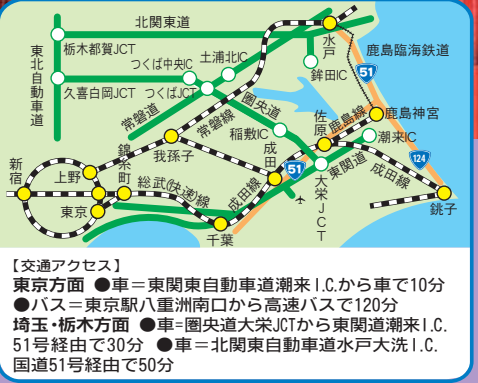 北関東道
水戸
東北自動車道
栃木都賀JCT
土浦北IC
鹿島臨海鉄道
つくば中央IC
鉾田IC
51
久喜白岡JCT
つくばJCT
常磐道
常磐線
圏央道
佐原
鹿島線
鹿島神宮
稲敷IC
潮来IC
我孫子
錦糸町
成田
東関道
124
新宿
上野
51
成田線
総武(快速)線
成田線
大栄JCT
東京
銚子
千葉
【交通アクセス】
東京方面 ●車＝東関東自動車道潮来I.C.から車で10分
●バス＝東京駅八重洲南口から高速バスで120分
埼玉・栃木方面 ●車=圏央道大栄JCTから東関道潮来I.C.
51号経由で30分 ●車＝北関東自動車道水戸大洗I.C.
国道51号経由で50分